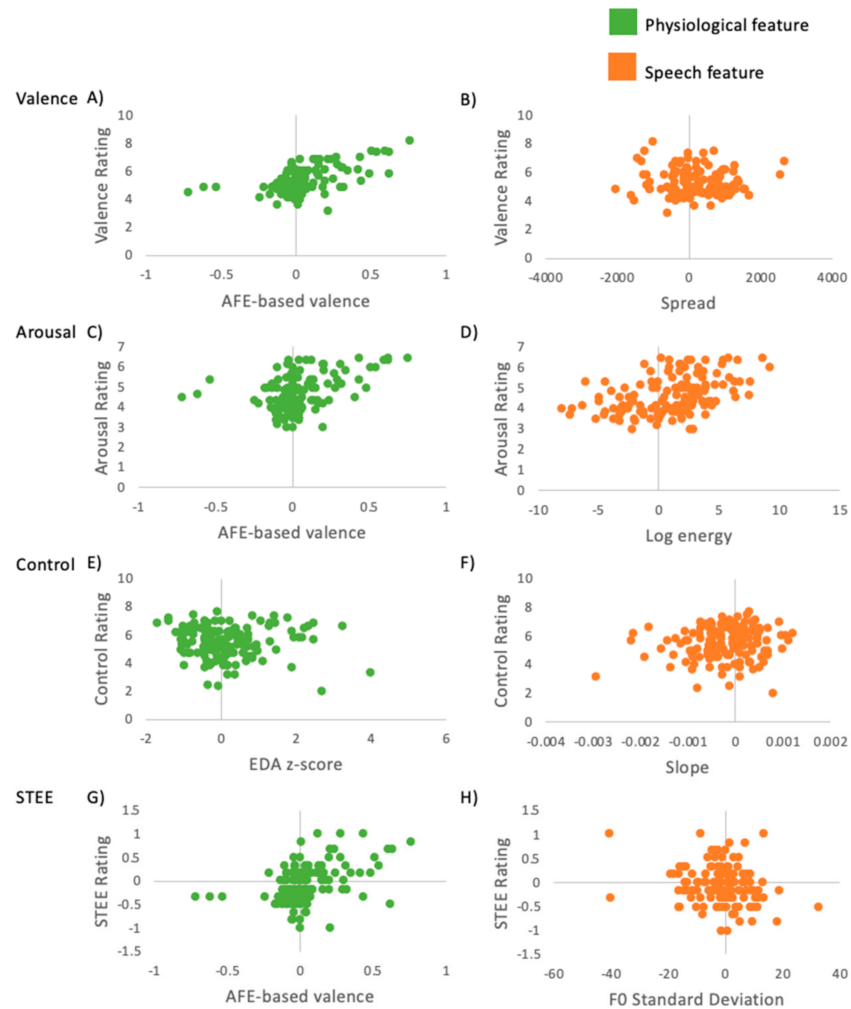 Physiological feature
Speech feature
Valence A)
B)
Valence Rating
10
8
6
4
2
0
-1 -0.5 0 0.5 1
AFE-based valence
Valence Rating
10
8
6
4
2
0
-4000 -2000 0 2000 4000
Spread
Arousal C)
D)
Arousal Rating
7
6
5
4
3
2
1
0
-1 -0.5 0 0.5 1
AFE-based valence
Arousal Rating
7
6
5
4
3
2
1
0
-10 -5 0 5 10 15
Log energy
Control E)
F)
Control Rating
10
8
6
4
2
0
-2 0 2 4 6
EDA z-score
Control Rating
10
8
6
4
2
0
-0.004 -0.003 -0.002 -0.001 0 0.001 0.002
Slope
STEE G)
H)
STEE Rating
1.5
1
0.5
0
-0.5
-1
-1.5
-1 -0.5 0 0.5 1
AFE-based valence
STEE Rating
1.5
1
0.5
0
-0.5
-1
-1.5
-60 -40 -20 0 20 40
F0 Standard Deviation